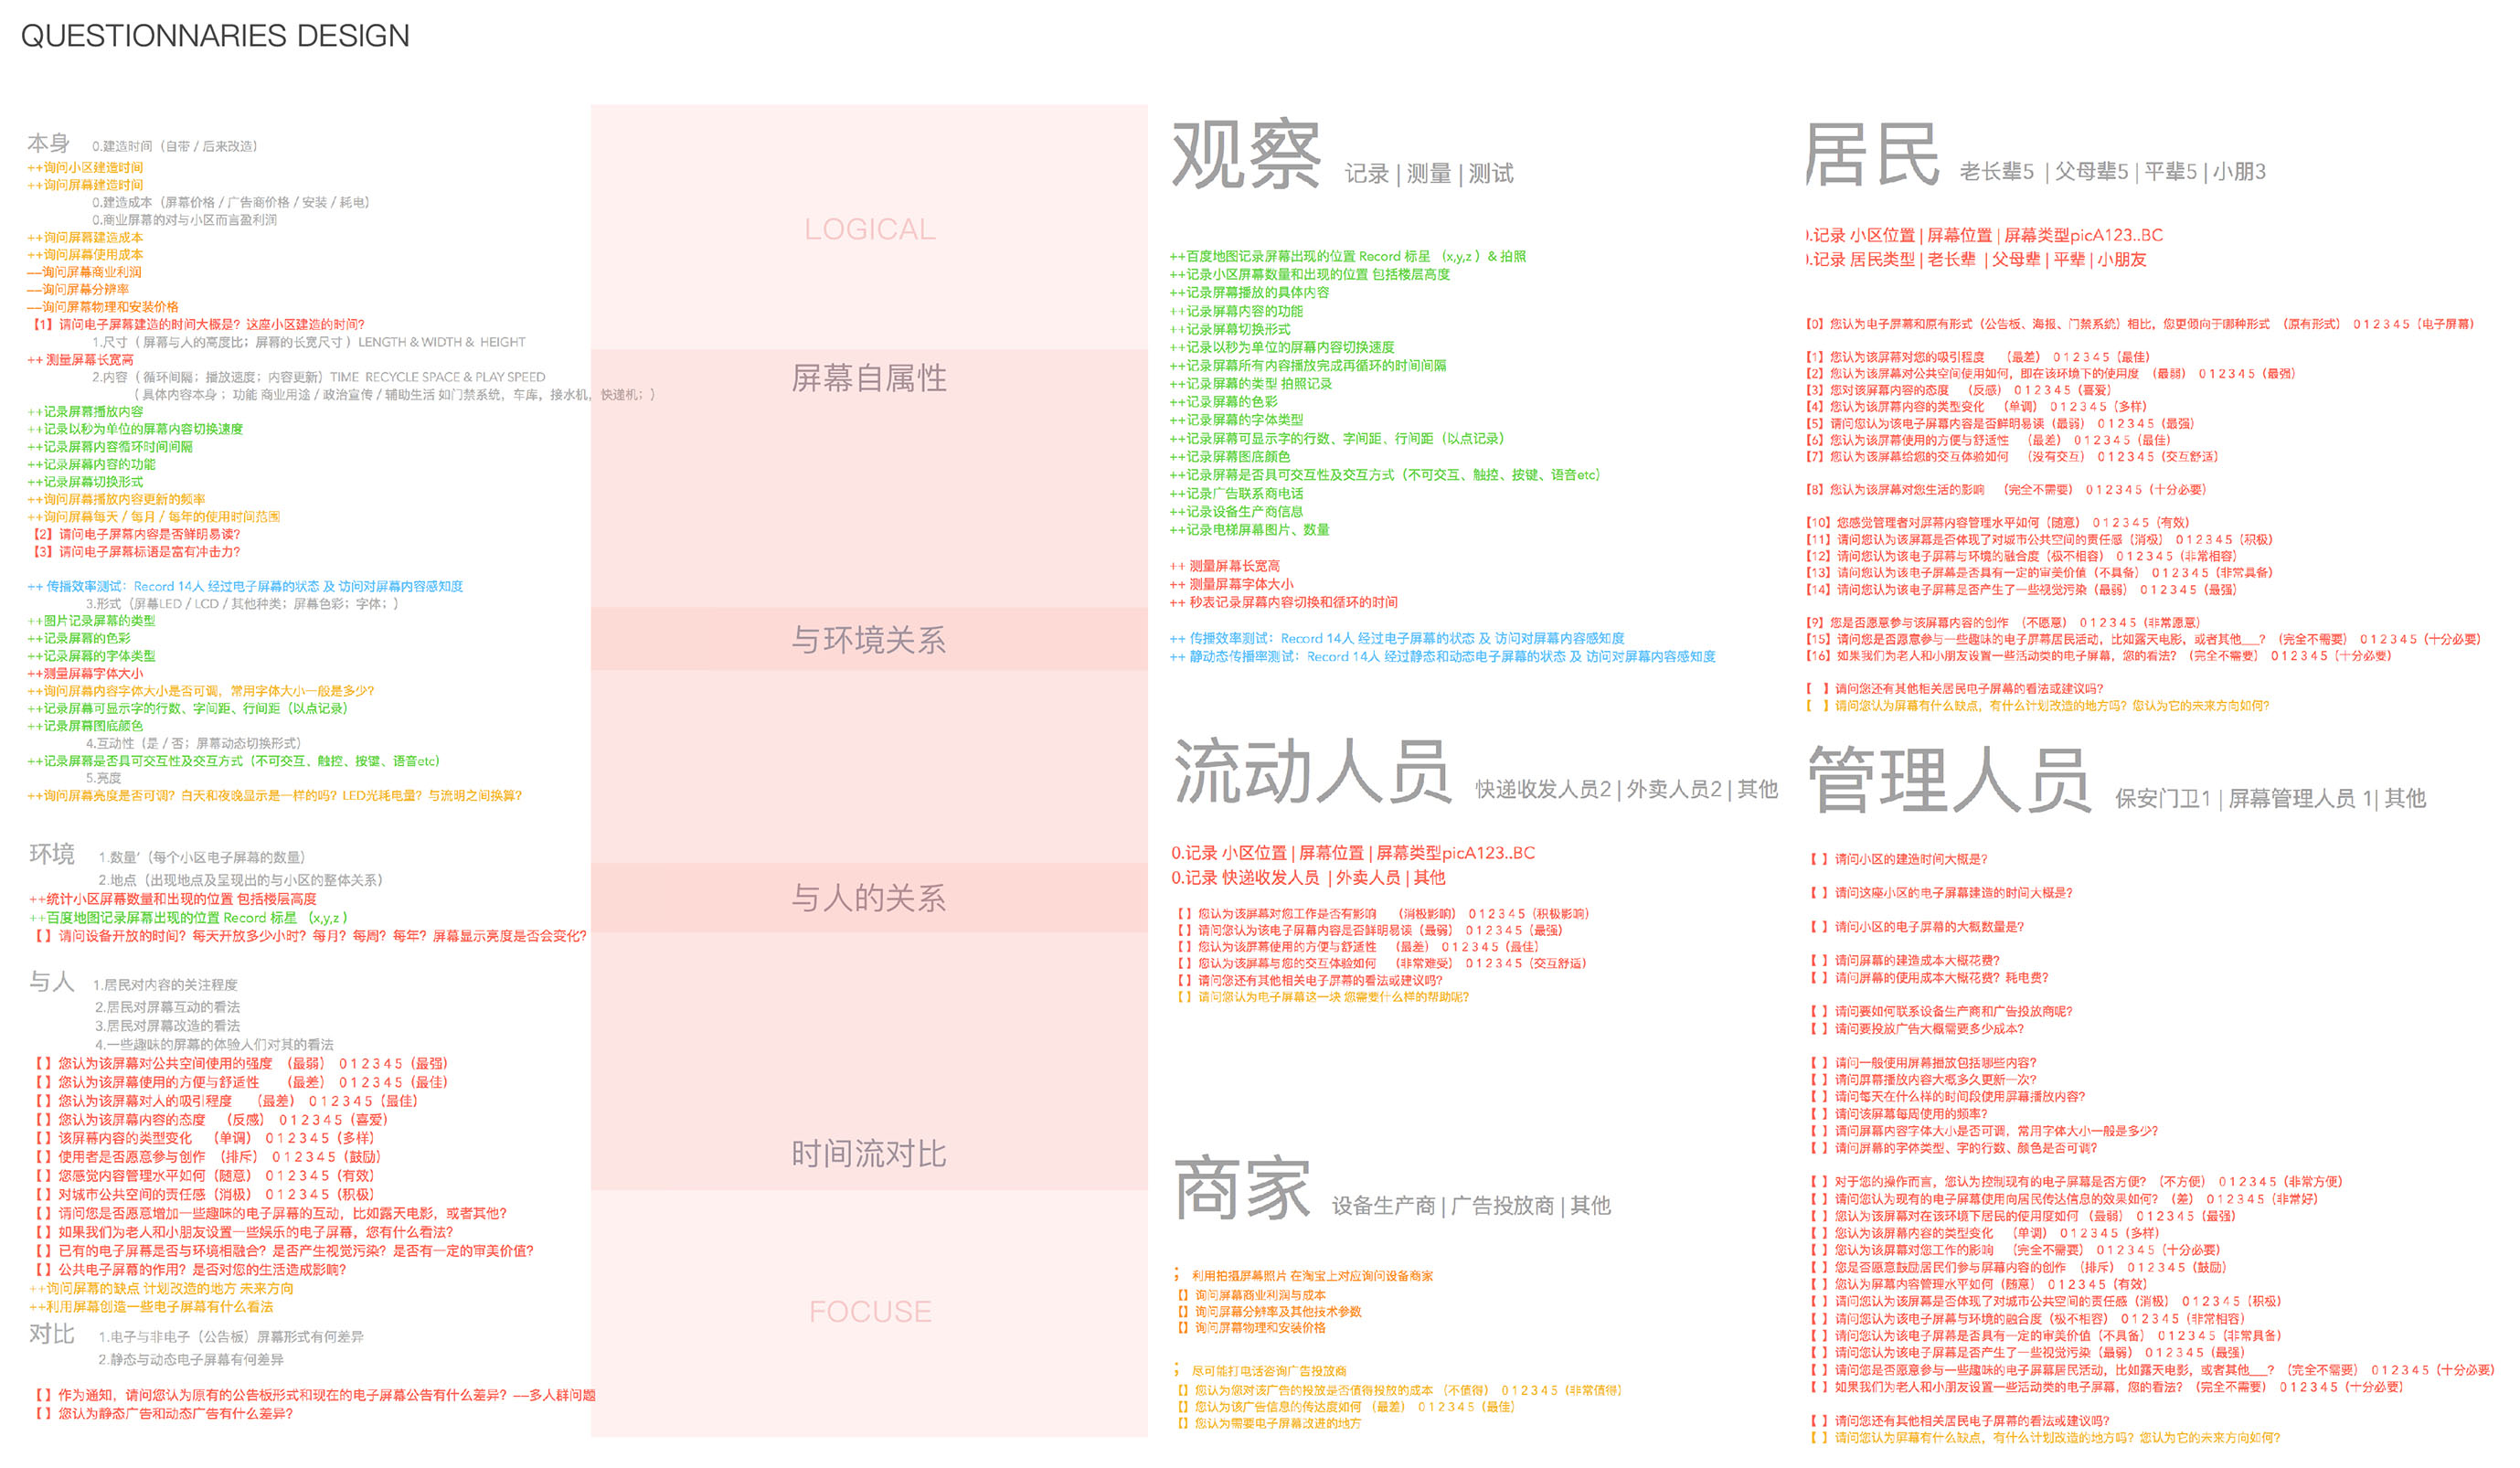 QUESTIONNARIES DESIGN
本身 0.建造时间（自带 / 后来改造）
++询问小区建造时间
++询问屏幕建造时间
0.建造成本（屏幕价格 / 广告商价格 / 安装 / 耗电）
0.商业屏幕的对与小区而言盈利润
++询问屏幕建造成本
++询问屏幕使用成本
—询问屏幕商业利润
—询问屏幕分辨率
—询问屏幕物理和安装价格
【1】请问电子屏幕建造的时间大概是？这座小区建造的时间？
1.尺寸（ 屏幕与人的高度比；屏幕的长宽尺寸 ）LENGTH & WIDTH & HEIGHT
++ 测量屏幕长宽高
2.内容（ 循环间隔；播放速度；内容更新）TIME RECYCLE SPACE & PLAY SPEED
（ 具体内容本身 ；功能 商业用途 / 政治宣传 / 辅助生活 如门禁系统，车库，接水机，快递机；）
++记录屏幕播放内容
++记录以秒为单位的屏幕内容切换速度
++记录屏幕内容循环时间间隔
++记录屏幕内容的功能
++记录屏幕切换形式
++询问屏幕播放内容更新的频率
++询问屏幕每天 / 每月 / 每年的使用时间范围
【2】请问电子屏幕内容是否鲜明易读？
【3】请问电子屏幕标语是富有冲击力？
++ 传播效率测试：Record 14人 经过电子屏幕的状态 及 访问对屏幕内容感知度
3.形式（屏幕LED / LCD / 其他种类；屏幕色彩；字体；）
++图片记录屏幕的类型
++记录屏幕的色彩
++记录屏幕的字体类型
++测量屏幕字体大小
++询问屏幕内容字体大小是否可调，常用字体大小一般是多少？
++记录屏幕可显示字的行数、字间距、行间距（以点记录）
++记录屏幕图底颜色
4.互动性（是 / 否；屏幕动态切换形式）
++记录屏幕是否具可交互性及交互方式（不可交互、触控、按键、语音etc）
5.亮度
++询问屏幕亮度是否可调？白天和夜晚显示是一样的吗？LED光耗电量？与流明之间换算？
环境 1.数量'（每个小区电子屏幕的数量）
2.地点（出现地点及呈现出的与小区的整体关系）
++统计小区屏幕数量和出现的位置 包括楼层高度
++百度地图记录屏幕出现的位置 Record 标星 （x,y,z ）
【 】请问设备开放的时间？每天开放多少小时？每月？每周？每年？屏幕显示亮度是否会变化？
与人 1.居民对内容的关注程度
2.居民对屏幕互动的看法
3.居民对屏幕改造的看法
4.一些趣味的屏幕的体验人们对其的看法
【 】您认为该屏幕对公共空间使用的强度 （最弱） 0 1 2 3 4 5（最强）
【 】您认为该屏幕使用的方便与舒适性 （最差） 0 1 2 3 4 5（最佳）
【 】您认为该屏幕对人的吸引程度 （最差） 0 1 2 3 4 5（最佳）
【 】您认为该屏幕内容的态度 （反感） 0 1 2 3 4 5（喜爱）
【 】该屏幕内容的类型变化 （单调） 0 1 2 3 4 5（多样）
【 】使用者是否愿意参与创作 （排斥） 0 1 2 3 4 5（鼓励）
【 】您感觉内容管理水平如何（随意） 0 1 2 3 4 5（有效）
【 】对城市公共空间的责任感（消极） 0 1 2 3 4 5（积极）
【 】请问您是否愿意增加一些趣味的电子屏幕的互动，比如露天电影，或者其他？
【 】如果我们为老人和小朋友设置一些娱乐的电子屏幕，您有什么看法？
【 】已有的电子屏幕是否与环境相融合？是否产生视觉污染？是否有一定的审美价值？
【 】公共电子屏幕的作用？是否对您的生活造成影响？
++询问屏幕的缺点 计划改造的地方 未来方向
++利用屏幕创造一些电子屏幕有什么看法
对比 1.电子与非电子（公告板）屏幕形式有何差异
2.静态与动态电子屏幕有何差异
【 】作为通知，请问您认为原有的公告板形式和现在的电子屏幕公告有什么差异？—多人群问题
【 】您认为静态广告和动态广告有什么差异？
LOGICAL
屏幕自属性
与环境关系
与人的关系
时间流对比
FOCUSE
观察 记录 | 测量 | 测试
++百度地图记录屏幕出现的位置 Record 标星 （x,y,z ）& 拍照
++记录小区屏幕数量和出现的位置 包括楼层高度
++记录屏幕播放的具体内容
++记录屏幕内容的功能
++记录屏幕切换形式
++记录以秒为单位的屏幕内容切换速度
++记录屏幕所有内容播放完成再循环的时间间隔
++记录屏幕的类型 拍照记录
++记录屏幕的色彩
++记录屏幕的字体类型
++记录屏幕可显示字的行数、字间距、行间距（以点记录）
++记录屏幕图底颜色
++记录屏幕是否具可交互性及交互方式（不可交互、触控、按键、语音etc）
++记录广告联系商电话
++记录设备生产商信息
++记录电梯屏幕图片、数量
++ 测量屏幕长宽高
++ 测量屏幕字体大小
++ 秒表记录屏幕内容切换和循环的时间
++ 传播效率测试：Record 14人 经过电子屏幕的状态 及 访问对屏幕内容感知度
++ 静动态传播率测试：Record 14人 经过静态和动态电子屏幕的状态 及 访问对屏幕内容感知度
流动人员 快递收发人员2 | 外卖人员2 | 其他
0.记录 小区位置 | 屏幕位置 | 屏幕类型picA123..BC
0.记录 快递收发人员 | 外卖人员 | 其他
【 】您认为该屏幕对您工作是否有影响 （消极影响） 0 1 2 3 4 5（积极影响）
【 】请问您认为该电子屏幕内容是否鲜明易读（最弱） 0 1 2 3 4 5（最强）
【 】您认为该屏幕使用的方便与舒适性 （最差） 0 1 2 3 4 5（最佳）
【 】您认为该屏幕与您的交互体验如何 （非常难受） 0 1 2 3 4 5（交互舒适）
【 】请问您还有其他相关电子屏幕的看法或建议吗？
【 】请问您认为电子屏幕这一块 您需要什么样的帮助呢？
商家 设备生产商 | 广告投放商 | 其他
； 利用拍摄屏幕照片 在淘宝上对应询问设备商家
【】询问屏幕商业利润与成本
【】询问屏幕分辨率及其他技术参数
【】询问屏幕物理和安装价格
； 尽可能打电话咨询广告投放商
【】您认为您对该广告的投放是否值得投放的成本 （不值得） 0 1 2 3 4 5（非常值得）
【】您认为该广告信息的传达度如何 （最差） 0 1 2 3 4 5（最佳）
【】您认为需要电子屏幕改进的地方
居民 老长辈5 | 父母辈5 | 平辈5 | 小朋3
).记录 小区位置 | 屏幕位置 | 屏幕类型picA123..BC
).记录 居民类型 | 老长辈 | 父母辈 | 平辈 | 小朋友
【0】您认为电子屏幕和原有形式（公告板、海报、门禁系统）相比，您更倾向于哪种形式 （原有形式） 0 1 2 3 4 5（电子屏幕）
【1】您认为该屏幕对您的吸引程度 （最差） 0 1 2 3 4 5（最佳）
【2】您认为该屏幕对公共空间使用如何，即在该环境下的使用度 （最弱） 0 1 2 3 4 5（最强）
【3】您对该屏幕内容的态度 （反感） 0 1 2 3 4 5（喜爱）
【4】您认为该屏幕内容的类型变化 （单调） 0 1 2 3 4 5（多样）
【5】请问您认为该电子屏幕内容是否鲜明易读（最弱） 0 1 2 3 4 5（最强）
【6】您认为该屏幕使用的方便与舒适性 （最差） 0 1 2 3 4 5（最佳）
【7】您认为该屏幕给您的交互体验如何 （没有交互） 0 1 2 3 4 5（交互舒适）
【8】您认为该屏幕对您生活的影响 （完全不需要） 0 1 2 3 4 5（十分必要）
【10】您感觉管理者对屏幕内容管理水平如何（随意） 0 1 2 3 4 5（有效）
【11】请问您认为该屏幕是否体现了对城市公共空间的责任感（消极） 0 1 2 3 4 5（积极）
【12】请问您认为该电子屏幕与环境的融合度（极不相容） 0 1 2 3 4 5（非常相容）
【13】请问您认为该电子屏幕是否具有一定的审美价值（不具备） 0 1 2 3 4 5（非常具备）
【14】请问您认为该电子屏幕是否产生了一些视觉污染（最弱） 0 1 2 3 4 5（最强）
【9】您是否愿意参与该屏幕内容的创作 （不愿意） 0 1 2 3 4 5（非常愿意）
【15】请问您是否愿意参与一些趣味的电子屏幕居民活动，比如露天电影，或者其他___？（完全不需要） 0 1 2 3 4 5（十分必要）
【16】如果我们为老人和小朋友设置一些活动类的电子屏幕，您的看法？（完全不需要） 0 1 2 3 4 5（十分必要）
【 】请问您还有其他相关居民电子屏幕的看法或建议吗？
【 】请问您认为屏幕有什么缺点，有什么计划改造的地方吗？您认为它的未来方向如何？
管理人员 保安门卫1 | 屏幕管理人员 1| 其他
【 】请问小区的建造时间大概是？
【 】请问这座小区的电子屏幕建造的时间大概是？
【 】请问小区的电子屏幕的大概数量是？
【 】请问屏幕的建造成本大概花费？
【 】请问屏幕的使用成本大概花费？耗电费？
【 】请问要如何联系设备生产商和广告投放商呢？
【 】请问要投放广告大概需要多少成本？
【 】请问一般使用屏幕播放包括哪些内容？
【 】请问屏幕播放内容大概多久更新一次？
【 】请问每天在什么样的时间段使用屏幕播放内容？
【 】请问该屏幕每周使用的频率？
【 】请问屏幕内容字体大小是否可调，常用字体大小一般是多少？
【 】请问屏幕的字体类型、字的行数、颜色是否可调？
【 】对于您的操作而言，您认为控制现有的电子屏幕是否方便？（不方便） 0 1 2 3 4 5（非常方便）
【 】请问您认为现有的电子屏幕使用向居民传达信息的效果如何？（差） 0 1 2 3 4 5（非常好）
【 】您认为该屏幕对在该环境下居民的使用度如何 （最弱） 0 1 2 3 4 5（最强）
【 】您认为该屏幕内容的类型变化 （单调） 0 1 2 3 4 5（多样）
【 】您认为该屏幕对您工作的影响 （完全不需要） 0 1 2 3 4 5（十分必要）
【 】您是否愿意鼓励居民们参与屏幕内容的创作 （排斥） 0 1 2 3 4 5（鼓励）
【 】您认为屏幕内容管理水平如何（随意） 0 1 2 3 4 5（有效）
【 】请问您认为该屏幕是否体现了对城市公共空间的责任感（消极） 0 1 2 3 4 5（积极）
【 】请问您认为该电子屏幕与环境的融合度（极不相容） 0 1 2 3 4 5（非常相容）
【 】请问您认为该电子屏幕是否具有一定的审美价值（不具备） 0 1 2 3 4 5（非常具备）
【 】请问您认为该电子屏幕是否产生了一些视觉污染（最弱） 0 1 2 3 4 5（最强）
【 】请问您是否愿意参与一些趣味的电子屏幕居民活动，比如露天电影，或者其他___？（完全不需要） 0 1 2 3 4 5（十分必要）
【 】如果我们为老人和小朋友设置一些活动类的电子屏幕，您的看法？（完全不需要） 0 1 2 3 4 5（十分必要）
【 】请问您还有其他相关居民电子屏幕的看法或建议吗？
【 】请问您认为屏幕有什么缺点，有什么计划改造的地方吗？您认为它的未来方向如何？